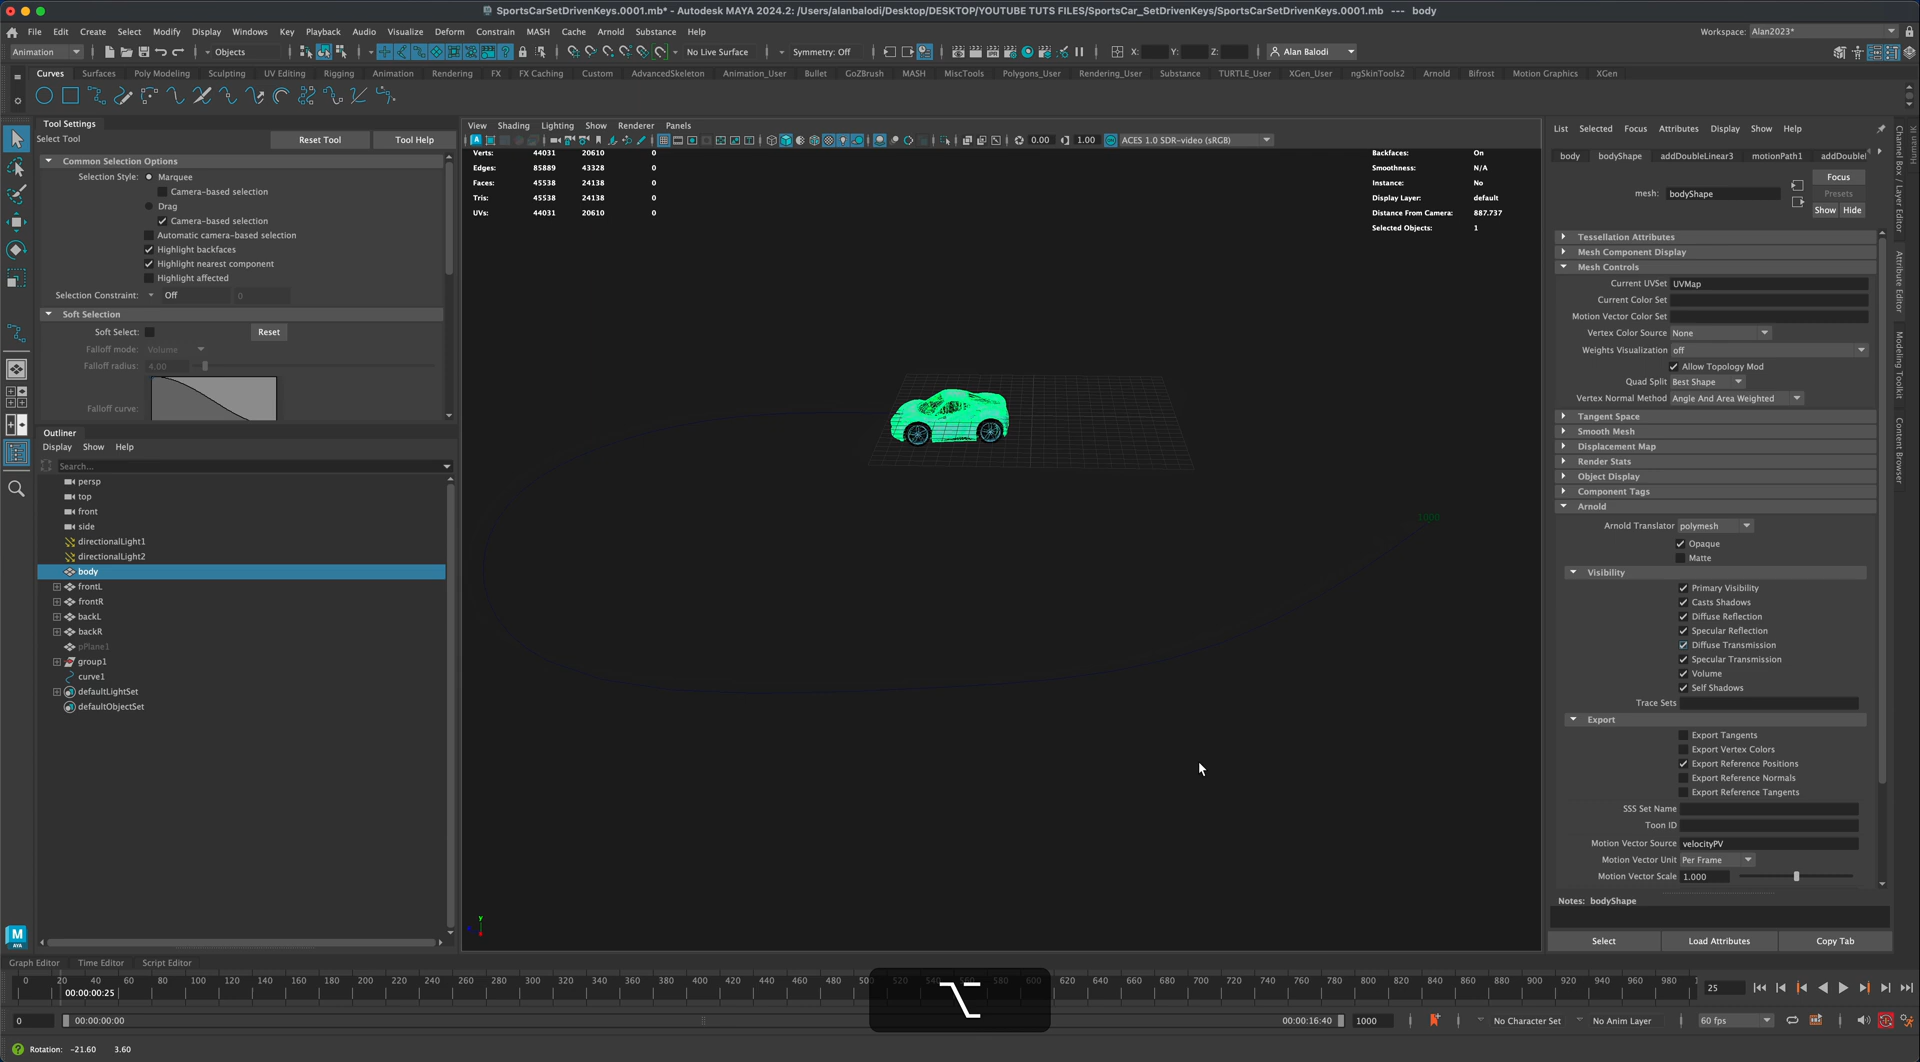 SportsCarSetDrivenKeys.0001.mb* - Autodesk MAYA 2024.2: /Users/alanbalodi/Desktop/DESKTOP/YOUTUBE TUTS FILES/SportsCar_SetDrivenKeys/SportsCarSetDrivenKeys.0001.mb --- body
File Edit Create Select Modify Display Windows Key Playback Audio Visualize Deform Constrain MASH Cache Arnold Substance Help
Workspace: Alan2023*
Animation Objects No Live Surface Symmetry: Off X: Y: Z: Alan Balodi
Curves Surfaces Poly Modeling Sculpting UV Editing Rigging Animation Rendering FX FX Caching Custom AdvancedSkeleton Animation_User Bullet GoZBrush MASH MiscTools Polygons_User Rendering_User Substance TURTLE_User XGen_User ngSkinTools2 Arnold Bifrost Motion Graphics XGen
Tool Settings
Select Tool Reset Tool Tool Help
Common Selection Options
Selection Style: Marquee
Camera-based selection
Drag
Camera-based selection
Automatic camera-based selection
Highlight backfaces
Highlight nearest component
Highlight affected
Selection Constraint: Off 0
Soft Selection
Soft Select: Reset
Falloff mode: Volume
Falloff radius: 4.00
Falloff curve:
Outliner
Display Show Help
Search...
persp
top
front
side
directionalLight1
directionalLight2
body
frontL
frontR
backL
backR
pPlane1
group1
curve1
defaultLightSet
defaultObjectSet
View Shading Lighting Show Renderer Panels
0.00 1.00 ACES 1.0 SDR-video (sRGB)
Verts: 44031 20610 0
Edges: 85889 43328 0
Faces: 45538 24138 0
Tris: 45538 24138 0
UVs: 44031 20610 0
Backfaces: On
Smoothness: N/A
Instance: No
Display Layer: default
Distance From Camera: 887.737
Selected Objects: 1
1000
y
List Selected Focus Attributes Display Show Help
body bodyShape addDoubleLinear3 motionPath1 addDoubleI
Focus
Presets
mesh: bodyShape
Show Hide
Tessellation Attributes
Mesh Component Display
Mesh Controls
Current UVSet UVMap
Current Color Set
Motion Vector Color Set
Vertex Color Source None
Weights Visualization off
Allow Topology Mod
Quad Split Best Shape
Vertex Normal Method Angle And Area Weighted
Tangent Space
Smooth Mesh
Displacement Map
Render Stats
Object Display
Component Tags
Arnold
Arnold Translator polymesh
Opaque
Matte
Visibility
Primary Visibility
Casts Shadows
Diffuse Reflection
Specular Reflection
Diffuse Transmission
Specular Transmission
Volume
Self Shadows
Trace Sets
Export
Export Tangents
Export Vertex Colors
Export Reference Positions
Export Reference Normals
Export Reference Tangents
SSS Set Name
Toon ID
Motion Vector Source velocityPV
Motion Vector Unit Per Frame
Motion Vector Scale 1.000
Notes: bodyShape
Select Load Attributes Copy Tab
Channel Box / Layer Editor
Attribute Editor
Modeling Toolkit
Content Browser
Human IK
Graph Editor Time Editor Script Editor
0 20 40 60 80 100 120 140 160 180 200 220 240 260 280 300 320 340 360 380 400 420 440 460 480 500 520 540 560 580 600 620 640 660 680 700 720 740 760 780 800 820 840 860 880 900 920 940 960 980
00:00:00:25
25
0 00:00:00:00 00:00:16:40 1000 No Character Set No Anim Layer 60 fps
Rotation: -21.60 3.60
M